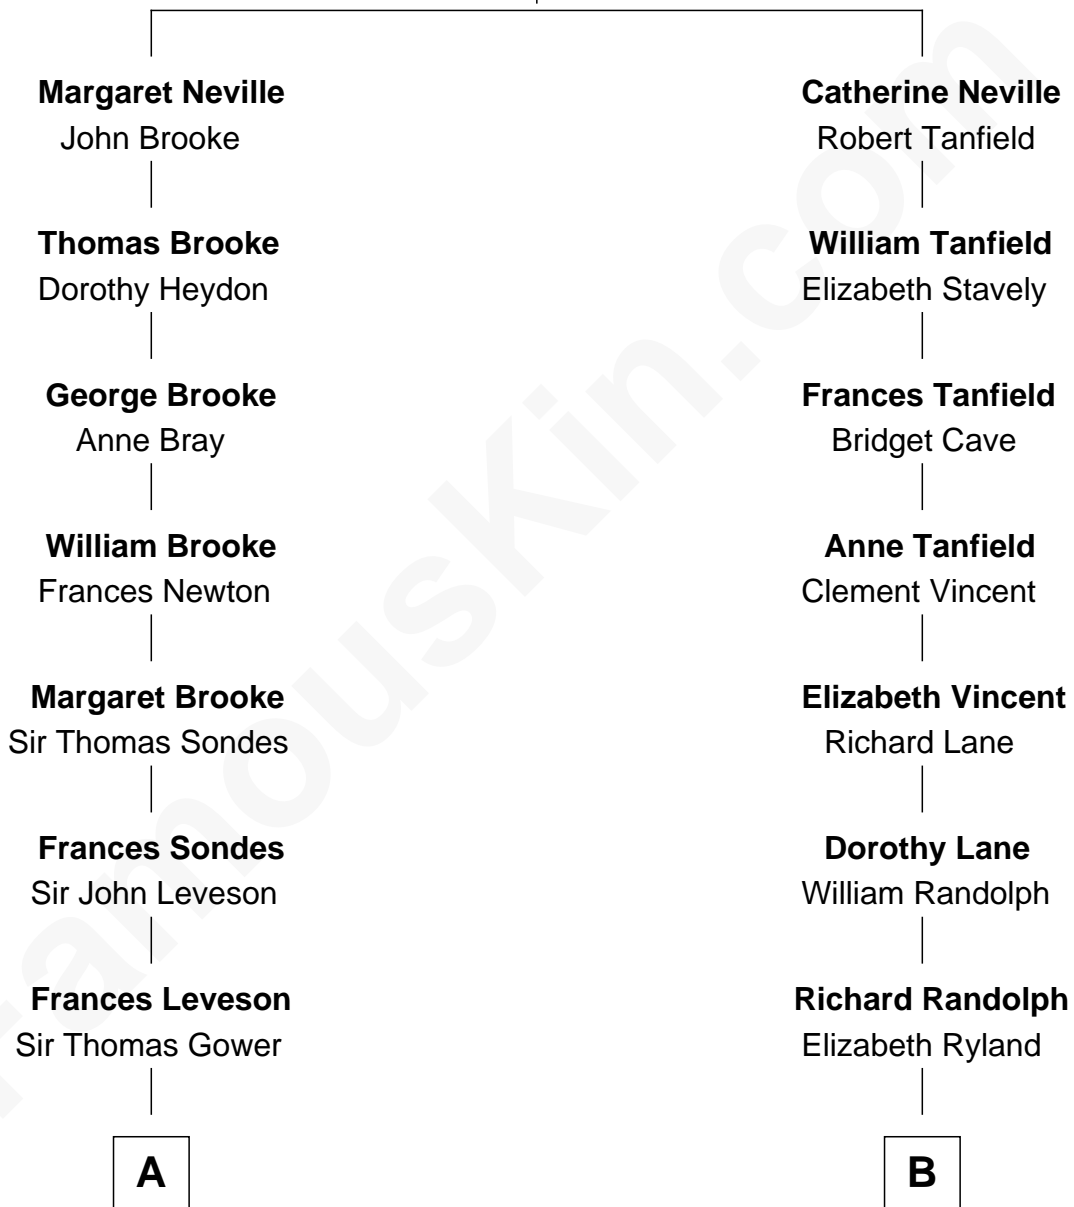 Margaret Neville
John Brooke
Thomas Brooke
Dorothy Heydon
George Brooke
Anne Bray
William Brooke
Frances Newton
Margaret Brooke
Sir Thomas Sondes
Frances Sondes
Sir John Leveson
Frances Leveson
Sir Thomas Gower
A
Catherine Neville
Robert Tanfield
William Tanfield
Elizabeth Stavely
Frances Tanfield
Bridget Cave
Anne Tanfield
Clement Vincent
Elizabeth Vincent
Richard Lane
Dorothy Lane
William Randolph
Richard Randolph
Elizabeth Ryland
B
FamousKin.com